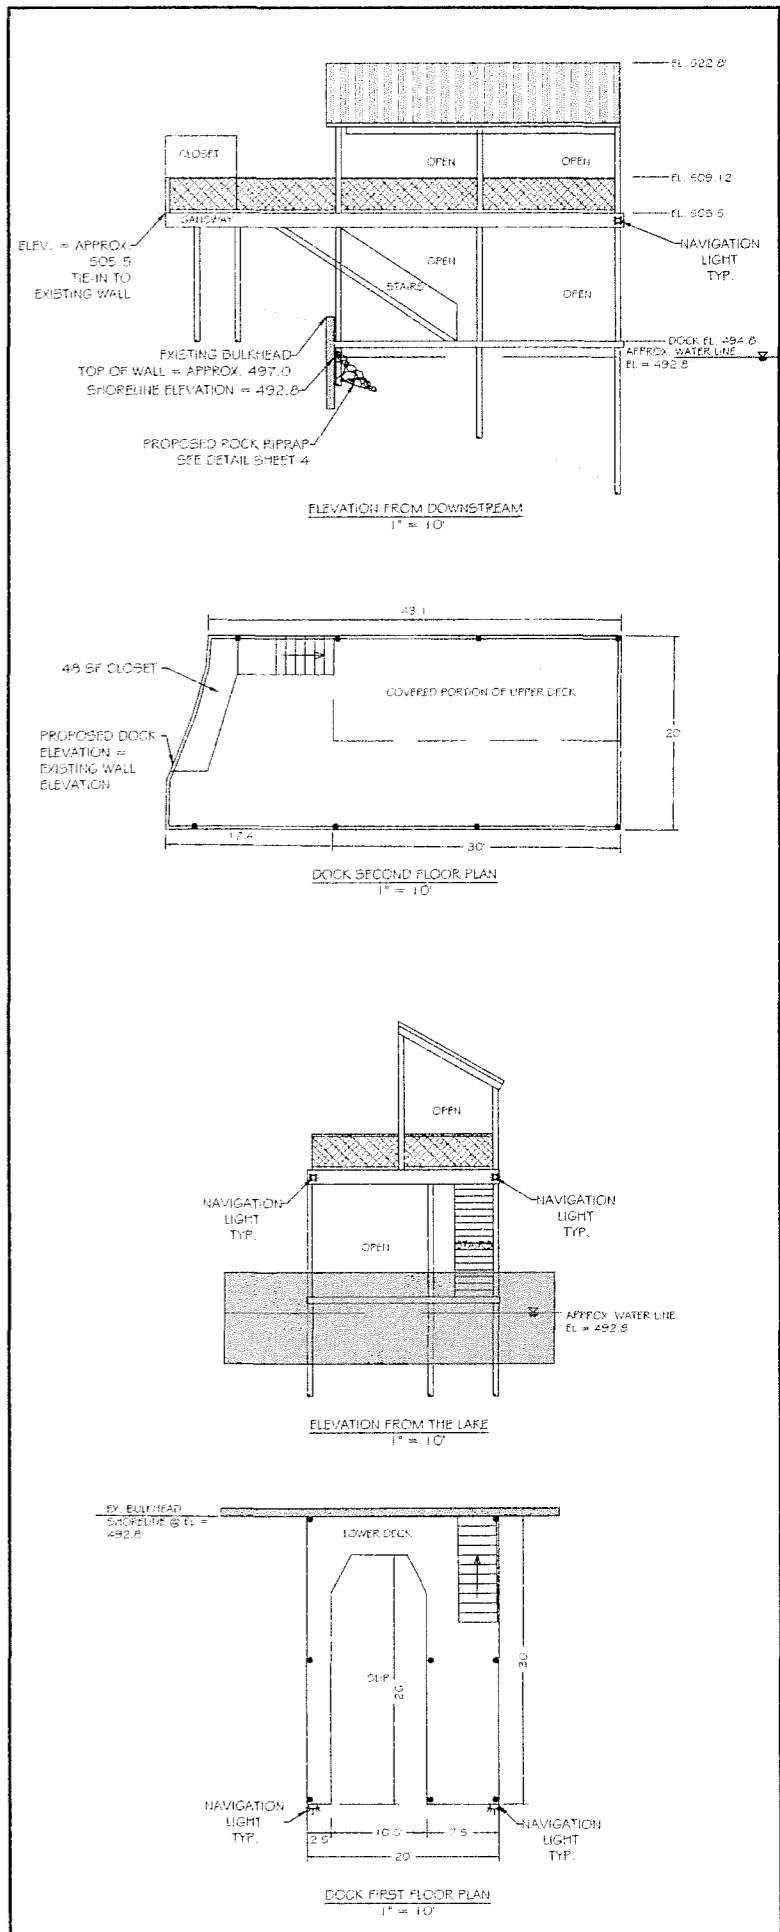 EL. 522.8'
CLOSET
OPEN
OPEN
EL. 509.12'
GANGWAY
EL. 505.5
ELEV. = APPROX.
505.5
TIE-IN TO
EXISTING WALL
NAVIGATION
LIGHT
TYP.
OPEN
STAIRS
OPEN
EXISTING BULKHEAD
TOP OF WALL = APPROX. 497.0
SHORELINE ELEVATION = 492.8'
DOCK EL. 494.8'
APPROX. WATER LINE
EL = 492.8'
PROPOSED ROCK RIPRAP
SEE DETAIL SHEET 4
ELEVATION FROM DOWNSTREAM
1" = 10'
43.1
48 SF CLOSET
COVERED PORTION OF UPPER DECK
20
PROPOSED DOCK
ELEVATION =
EXISTING WALL
ELEVATION
17.4'
30'
DOCK SECOND FLOOR PLAN
1" = 10'
OPEN
NAVIGATION
LIGHT
TYP.
NAVIGATION
LIGHT
TYP.
OPEN
STAIRS
APPROX. WATER LINE
EL = 492.8'
ELEVATION FROM THE LAKE
1" = 10'
EX. BULKHEAD
SHORELINE @ EL =
492.8'
LOWER DECK
SLIP
26
30
NAVIGATION
LIGHT
TYP.
NAVIGATION
LIGHT
TYP.
2.5
7.5
20
DOCK FIRST FLOOR PLAN
1" = 10'